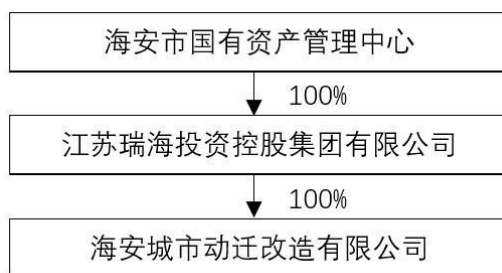 海安市国有资产管理中心
100%
江苏瑞海投资控股集团有限公司
100%
海安城市动迁改造有限公司